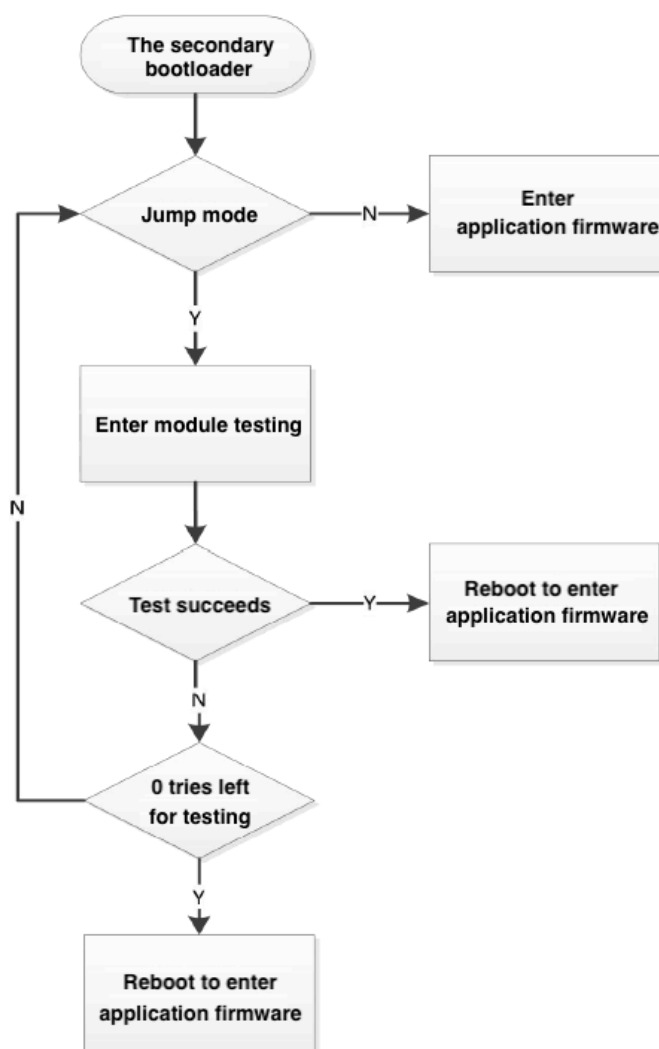 The secondary
bootloader
Jump mode
N
Enter
application firmware
Y
Enter module testing
N
Test succeeds
Y
Reboot to enter
application firmware
N
0 tries left
for testing
Y
Reboot to enter
application firmware